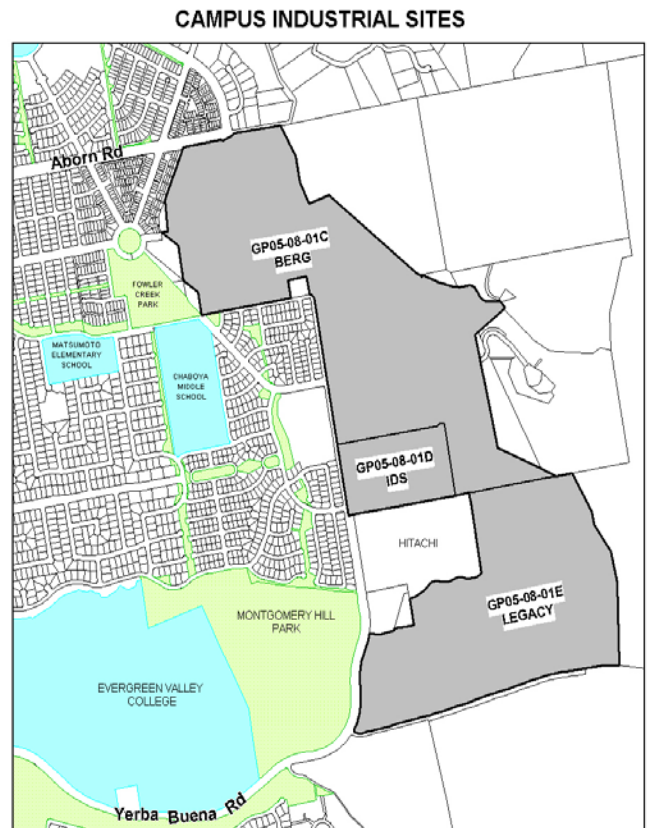 CAMPUS INDUSTRIAL SITES
Aborn Rd
GP05-08-01C
BERG
FOWLER
CREEK
PARK
MATSUMOTO
ELEMENTARY
SCHOOL
CHABOYA
MIDDLE
SCHOOL
GP05-08-01D
IDS
HITACHI
GP05-08-01E
LEGACY
MONTGOMERY HILL
PARK
EVERGREEN VALLEY
COLLEGE
Yerba Buena Rd